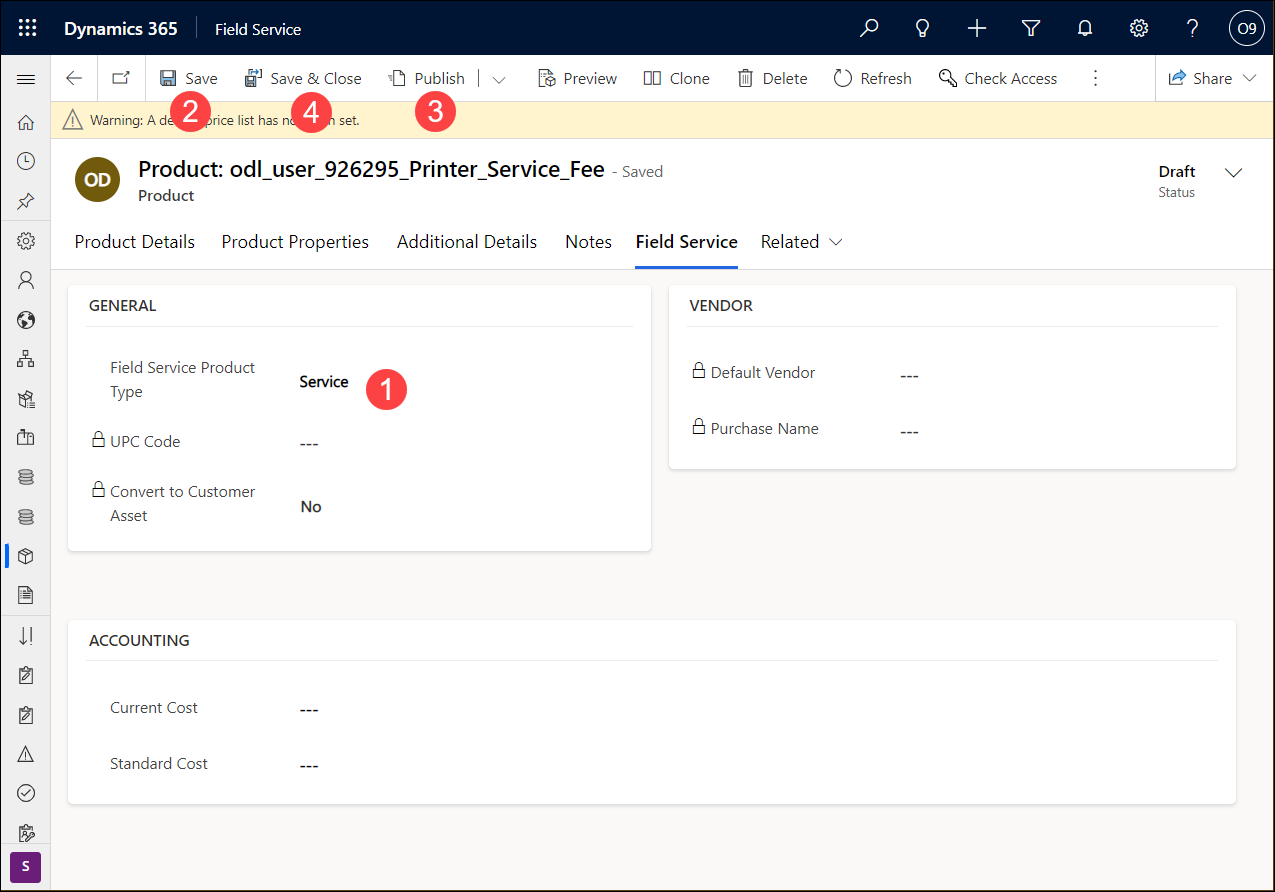 Dynamics 365 Field Service O9
Save Save & Close Publish Preview Clone Delete Refresh Check Access Share
2 4 3
Warning: A de price list has no n set.
OD
Product: odl_user_926295_Printer_Service_Fee - Saved
Product
Draft
Status
Product Details Product Properties Additional Details Notes Field Service Related
GENERAL
Field Service Product
Type
Service
1
UPC Code
---
Convert to Customer
Asset
No
VENDOR
Default Vendor
---
Purchase Name
---
ACCOUNTING
Current Cost
---
Standard Cost
---
S